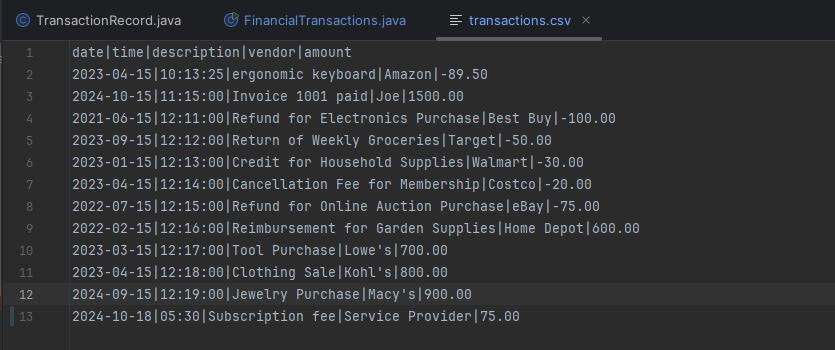 TransactionRecord.java FinancialTransactions.java transactions.csv
1 date|time|description|vendor|amount
2 2023-04-15|10:13:25|ergonomic keyboard|Amazon|-89.50
3 2024-10-15|11:15:00|Invoice 1001 paid|Joe|1500.00
4 2021-06-15|12:11:00|Refund for Electronics Purchase|Best Buy|-100.00
5 2023-09-15|12:12:00|Return of Weekly Groceries|Target|-50.00
6 2023-01-15|12:13:00|Credit for Household Supplies|Walmart|-30.00
7 2023-04-15|12:14:00|Cancellation Fee for Membership|Costco|-20.00
8 2022-07-15|12:15:00|Refund for Online Auction Purchase|eBay|-75.00
9 2022-02-15|12:16:00|Reimbursement for Garden Supplies|Home Depot|600.00
10 2023-03-15|12:17:00|Tool Purchase|Lowe's|700.00
11 2023-04-15|12:18:00|Clothing Sale|Kohl's|800.00
12 2024-09-15|12:19:00|Jewelry Purchase|Macy's|900.00
13 2024-10-18|05:30|Subscription fee|Service Provider|75.00